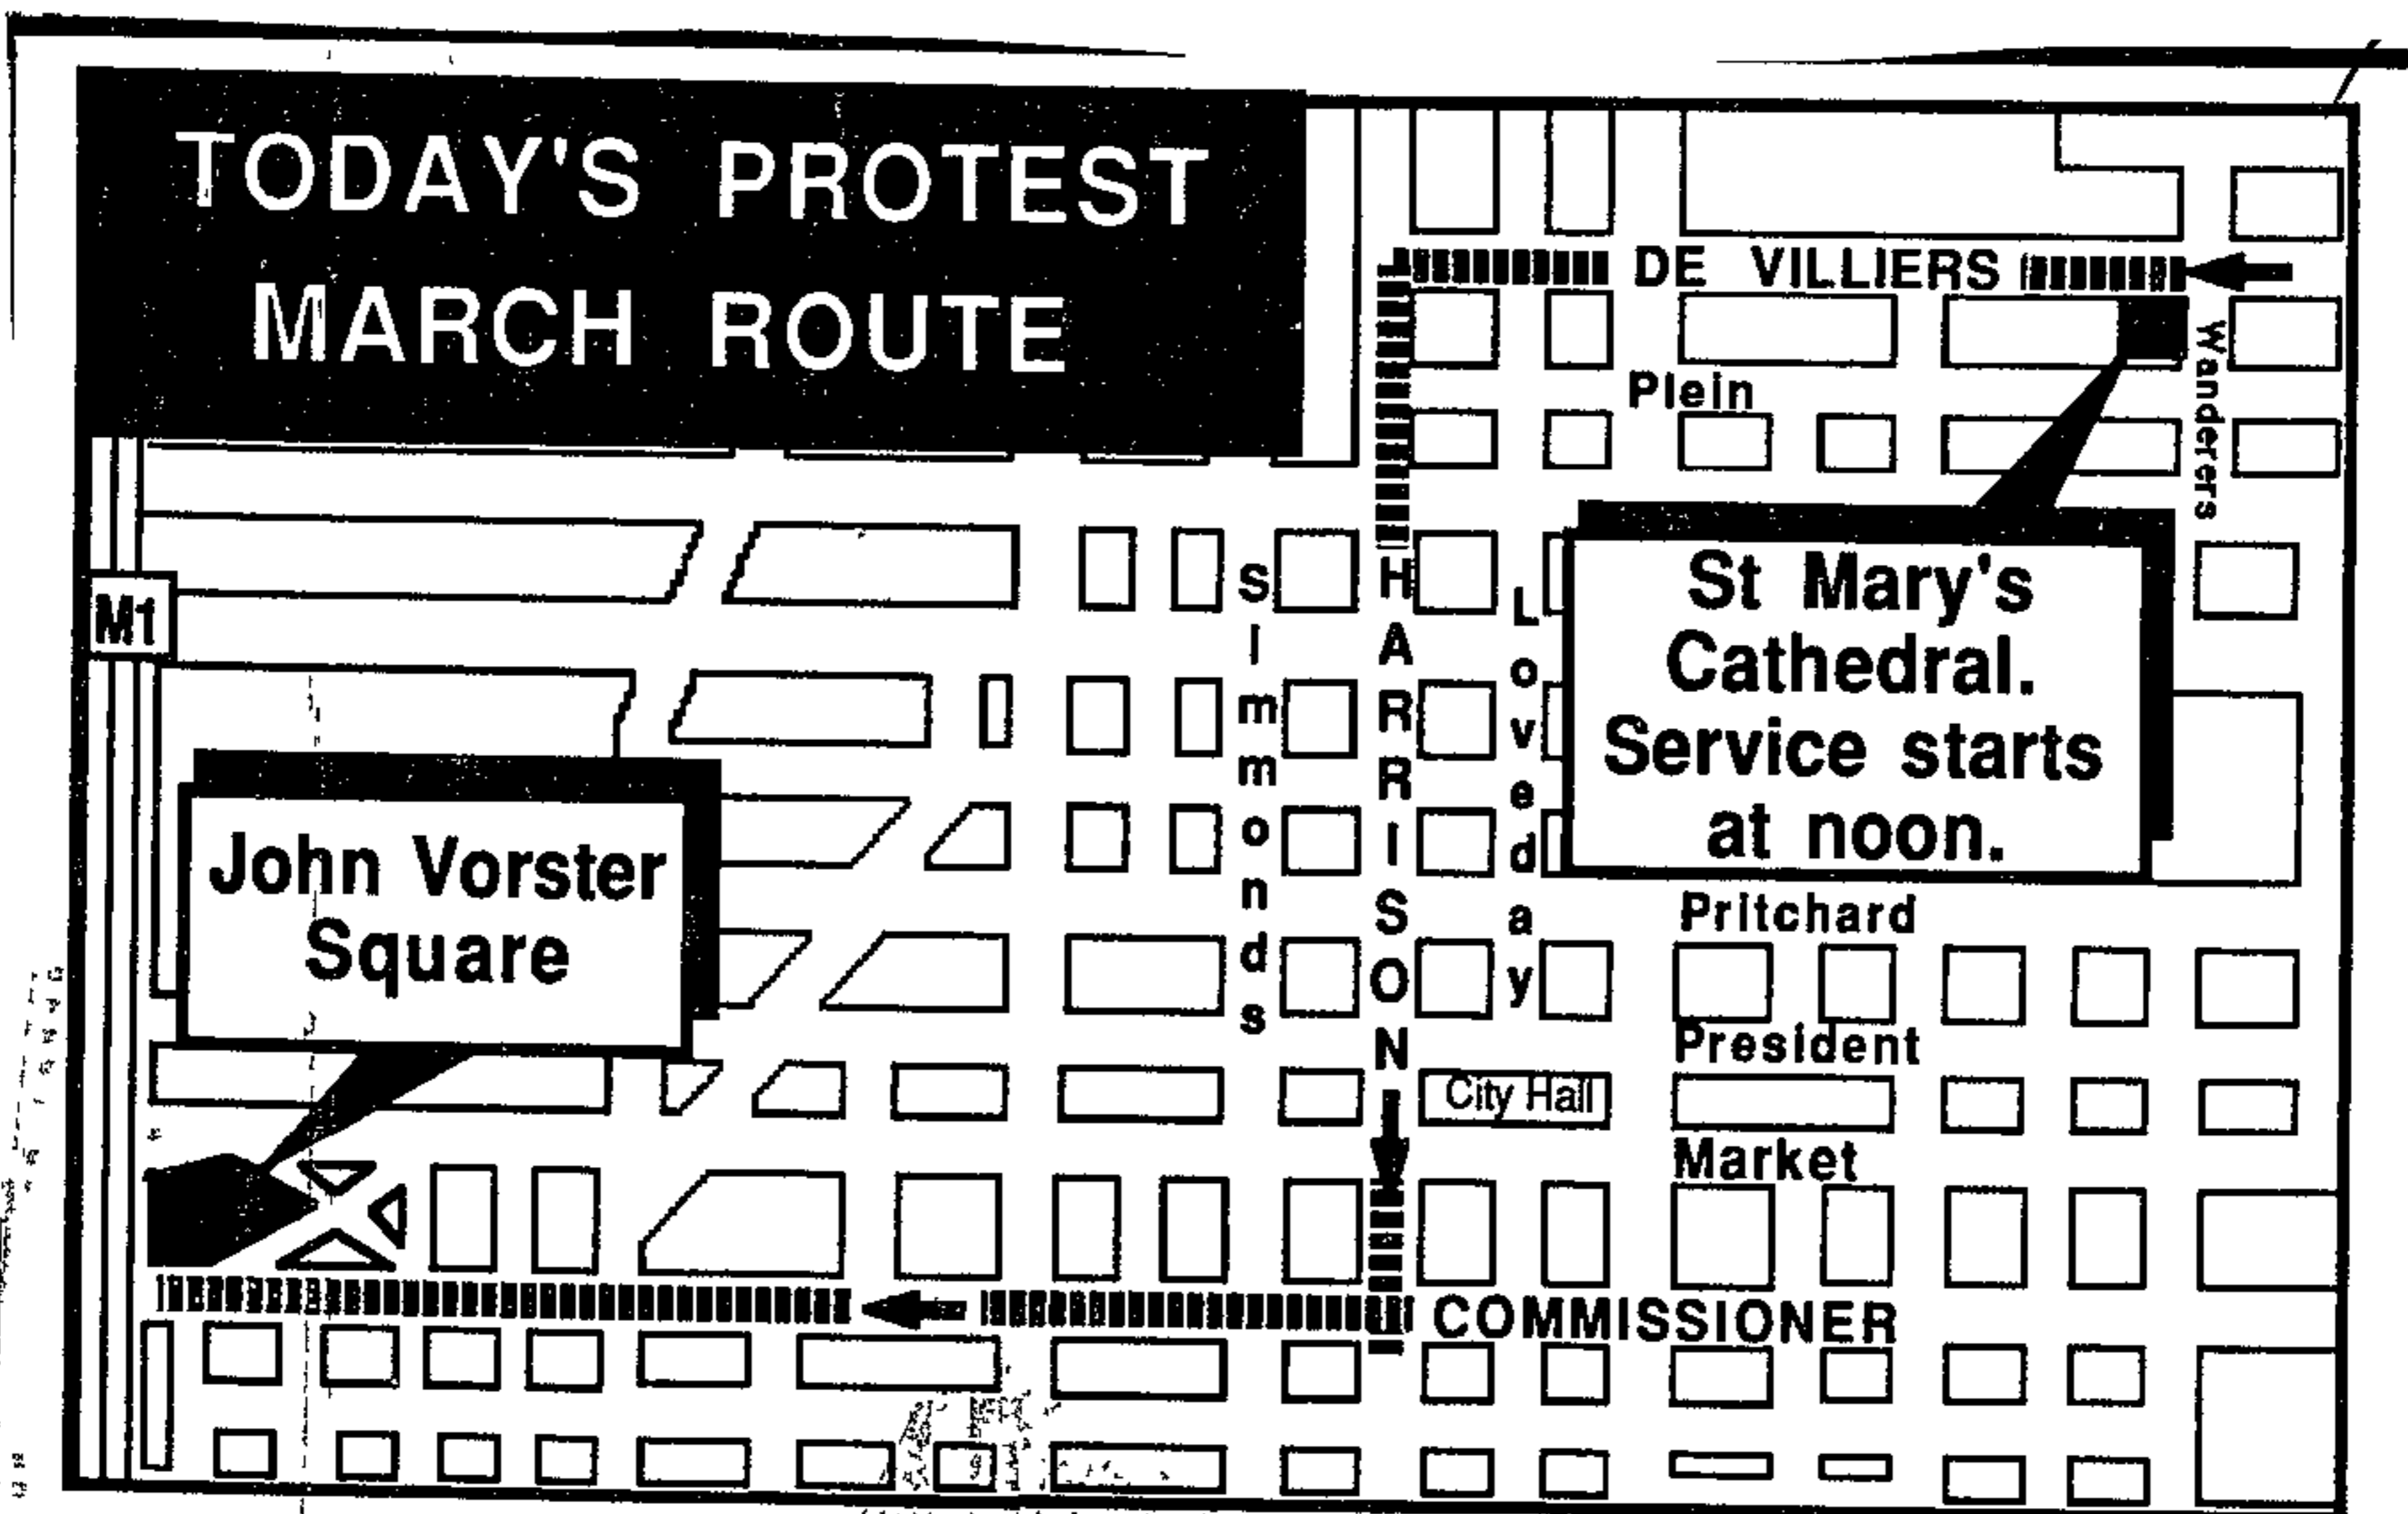 TODAY'S PROTEST
MARCH ROUTE
DE VILLIERS
Plein
Wanderers
M1
Simmonds
HARRISON
Loveday
St Mary's
Cathedral.
Service starts
at noon.
John Vorster
Square
Pritchard
President
City Hall
Market
COMMISSIONER